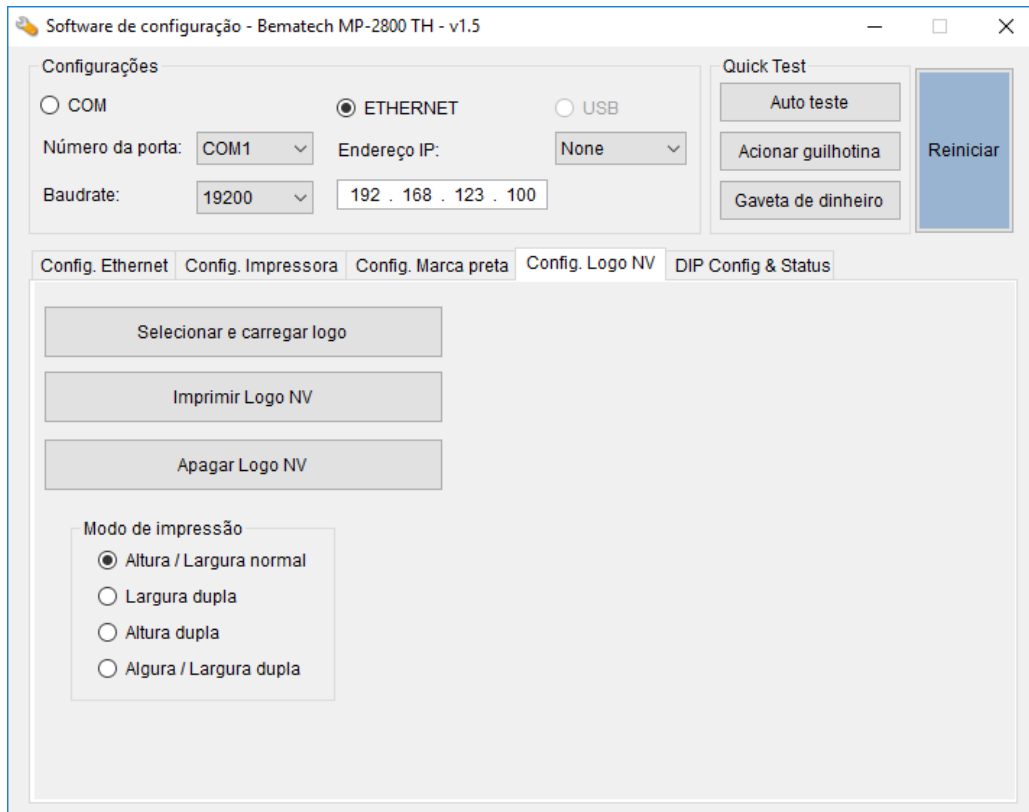 Software de configuração - Bematech MP-2800 TH - v1.5
Configurações
COM
ETHERNET
USB
Número da porta:
COM1
Endereço IP:
None
Baudrate:
19200
192 . 168 . 123 . 100
Quick Test
Auto teste
Acionar guilhotina
Gaveta de dinheiro
Reiniciar
Config. Ethernet
Config. Impressora
Config. Marca preta
Config. Logo NV
DIP Config & Status
Selecionar e carregar logo
Imprimir Logo NV
Apagar Logo NV
Modo de impressão
Altura / Largura normal
Largura dupla
Altura dupla
Algura / Largura dupla